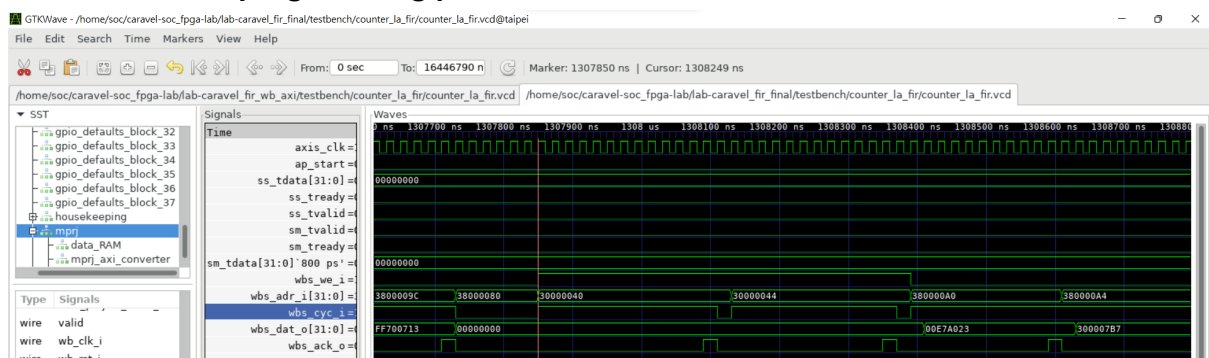 GTKWave - /home/soc/caravel-soc_fpga-lab/lab-caravel_fir_final/testbench/counter_la_fir/counter_la_fir.vcd@taipei
File Edit Search Time Markers View Help
From: 0 sec To: 16446790 n Marker: 1307850 ns | Cursor: 1308249 ns
/home/soc/caravel-soc_fpga-lab/lab-caravel_fir_wb_axi/testbench/counter_la_fir/counter_la_fir.vcd /home/soc/caravel-soc_fpga-lab/lab-caravel_fir_final/testbench/counter_la_fir/counter_la_fir.vcd
SST
gpio_defaults_block_32
gpio_defaults_block_33
gpio_defaults_block_34
gpio_defaults_block_35
gpio_defaults_block_36
gpio_defaults_block_37
housekeeping
mprj
data_RAM
mprj_axi_converter
Type Signals
wire valid
wire wb_clk_i
Signals
Time
axis_clk=
ap_start=
ss_tdata[31:0]=
ss_tready=
ss_tvalid=
sm_tvalid=
sm_tready=
sm_tdata[31:0]`800 ps'=
wbs_we_i=
wbs_adr_i[31:0]=
wbs_cyc_i=
wbs_dat_o[31:0]=
wbs_ack_o=
Waves
ns 1307700 ns 1307800 ns 1307900 ns 1308 us 1308100 ns 1308200 ns 1308300 ns 1308400 ns 1308500 ns 1308600 ns 1308700 ns 13088
00000000
00000000
3800009C 38000080 30000040 30000044 380000A0 380000A4
FF700713 00000000 00E7A023 300007B7